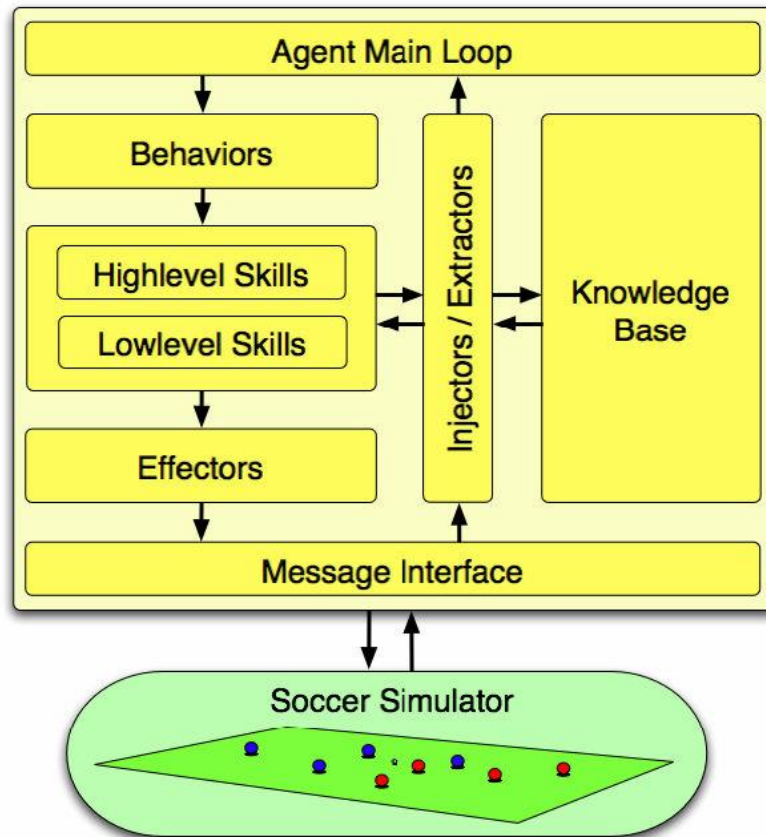 Agent Main Loop
Behaviors
Highlevel Skills
Lowlevel Skills
Effectors
Injectors / Extractors
Knowledge
Base
Message Interface
Soccer Simulator